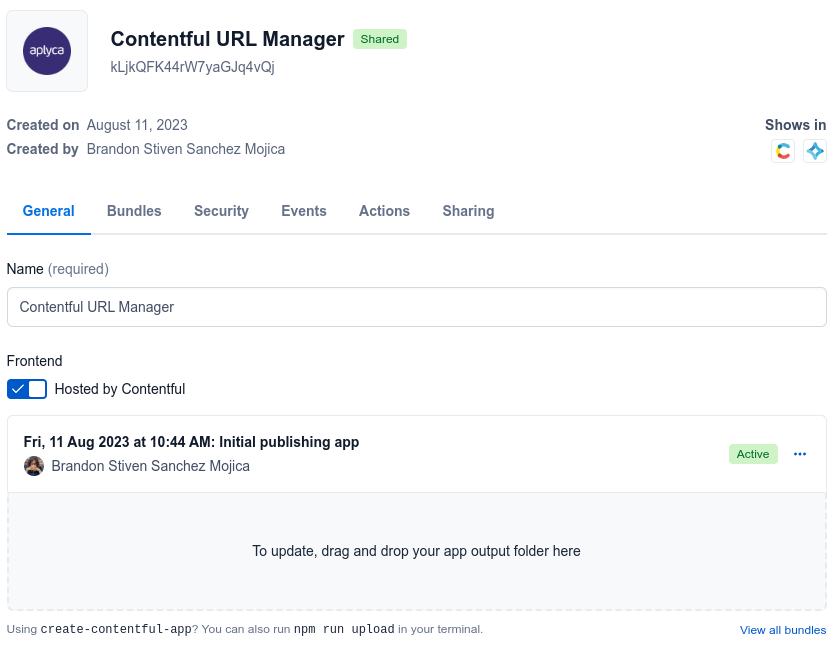 aplyca
Contentful URL Manager Shared
kLjkQFK44rW7yaGJq4vQj
Created on August 11, 2023
Shows in
Created by Brandon Stiven Sanchez Mojica
General Bundles Security Events Actions Sharing
Name (required)
Contentful URL Manager
Frontend
Hosted by Contentful
Fri, 11 Aug 2023 at 10:44 AM: Initial publishing app
Brandon Stiven Sanchez Mojica
Active
To update, drag and drop your app output folder here
Using create-contentful-app? You can also run npm run upload in your terminal.
View all bundles